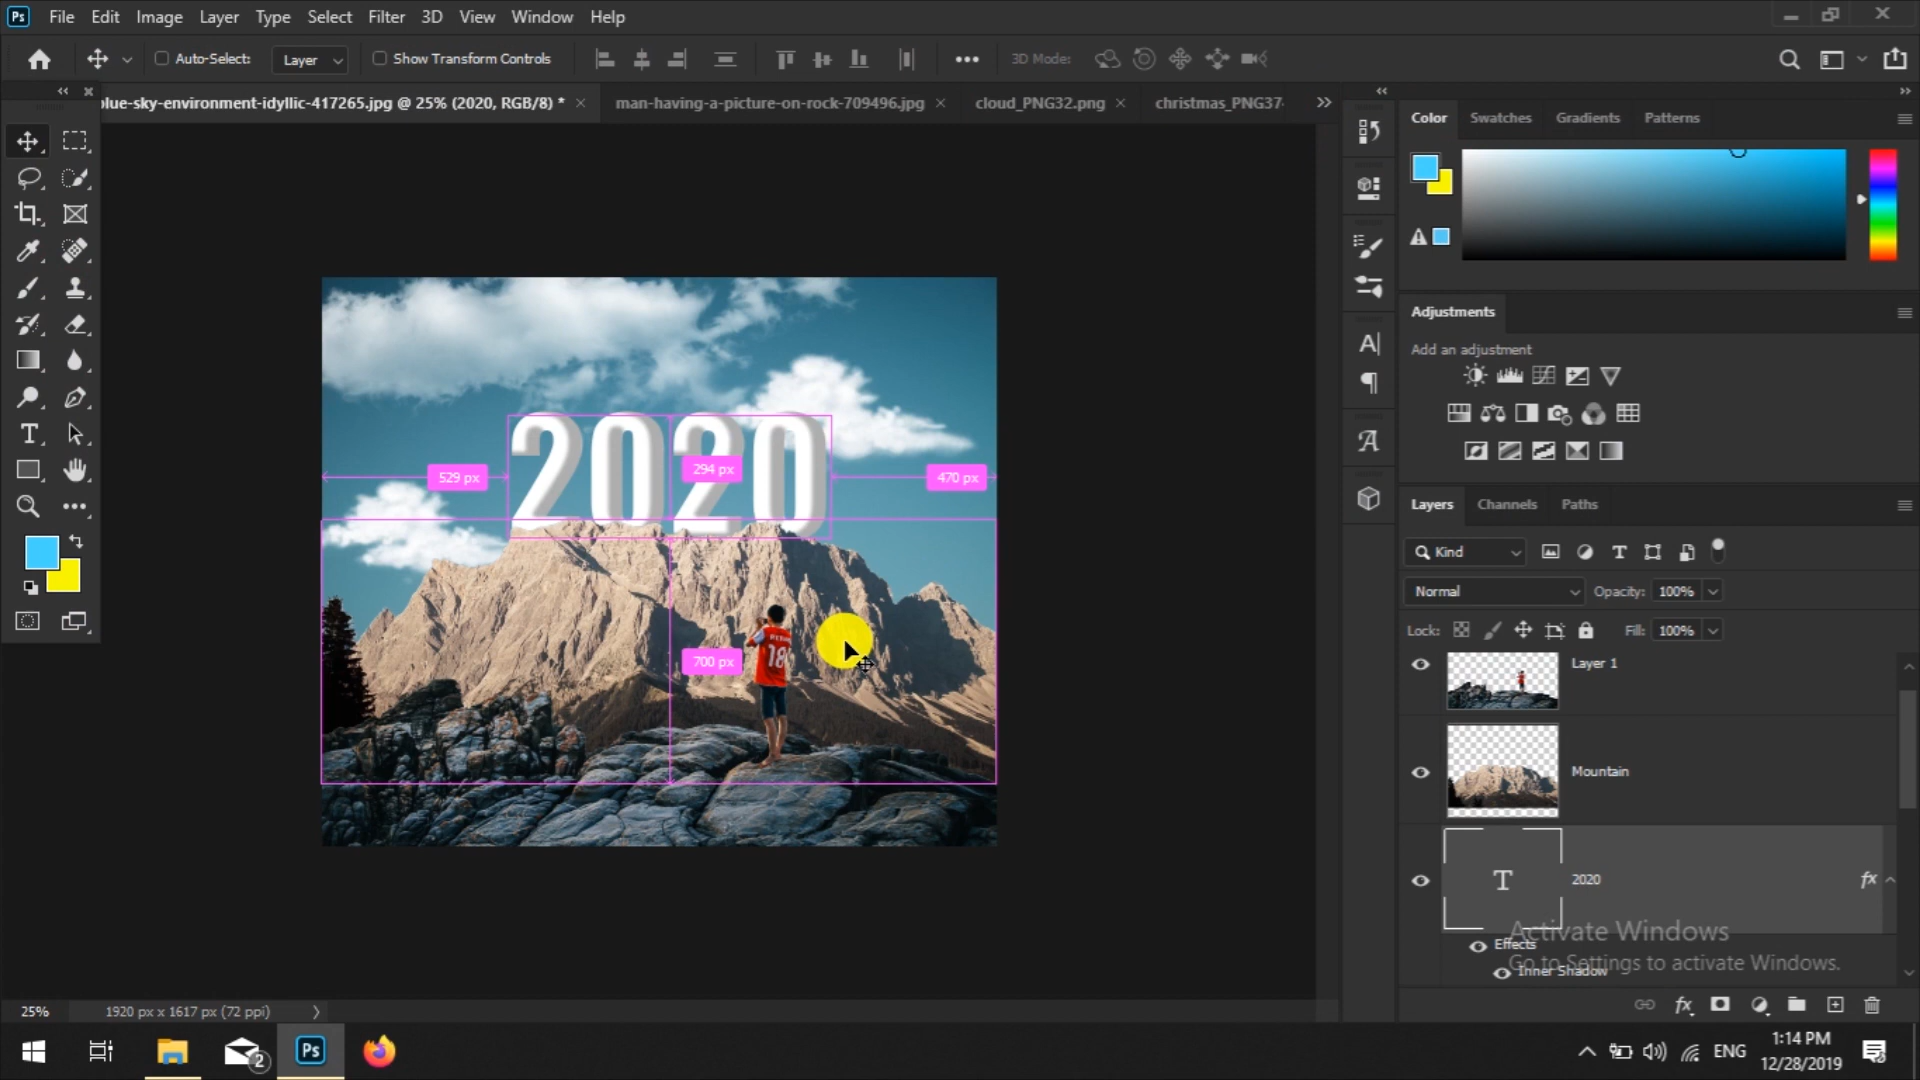 Ps File Edit Image Layer Type Select Filter 3D View Window Help
Auto-Select: Layer Show Transform Controls 3D Mode:
blue-sky-environment-idyllic-417265.jpg @ 25% (2020, RGB/8) * man-having-a-picture-on-rock-709496.jpg cloud_PNG32.png christmas_PNG37
Color Swatches Gradients Patterns
Adjustments
Add an adjustment
2020
529 px 294 px 470 px
18
700 px
Layers Channels Paths
Kind
Normal Opacity: 100%
Lock: Fill: 100%
Layer 1
Mountain
T 2020 fx
Effects
Inner Shadow
Activate Windows
Go to Settings to activate Windows.
25% 1920 px x 1617 px (72 ppi)
2 Ps ENG
1:14 PM
12/28/2019